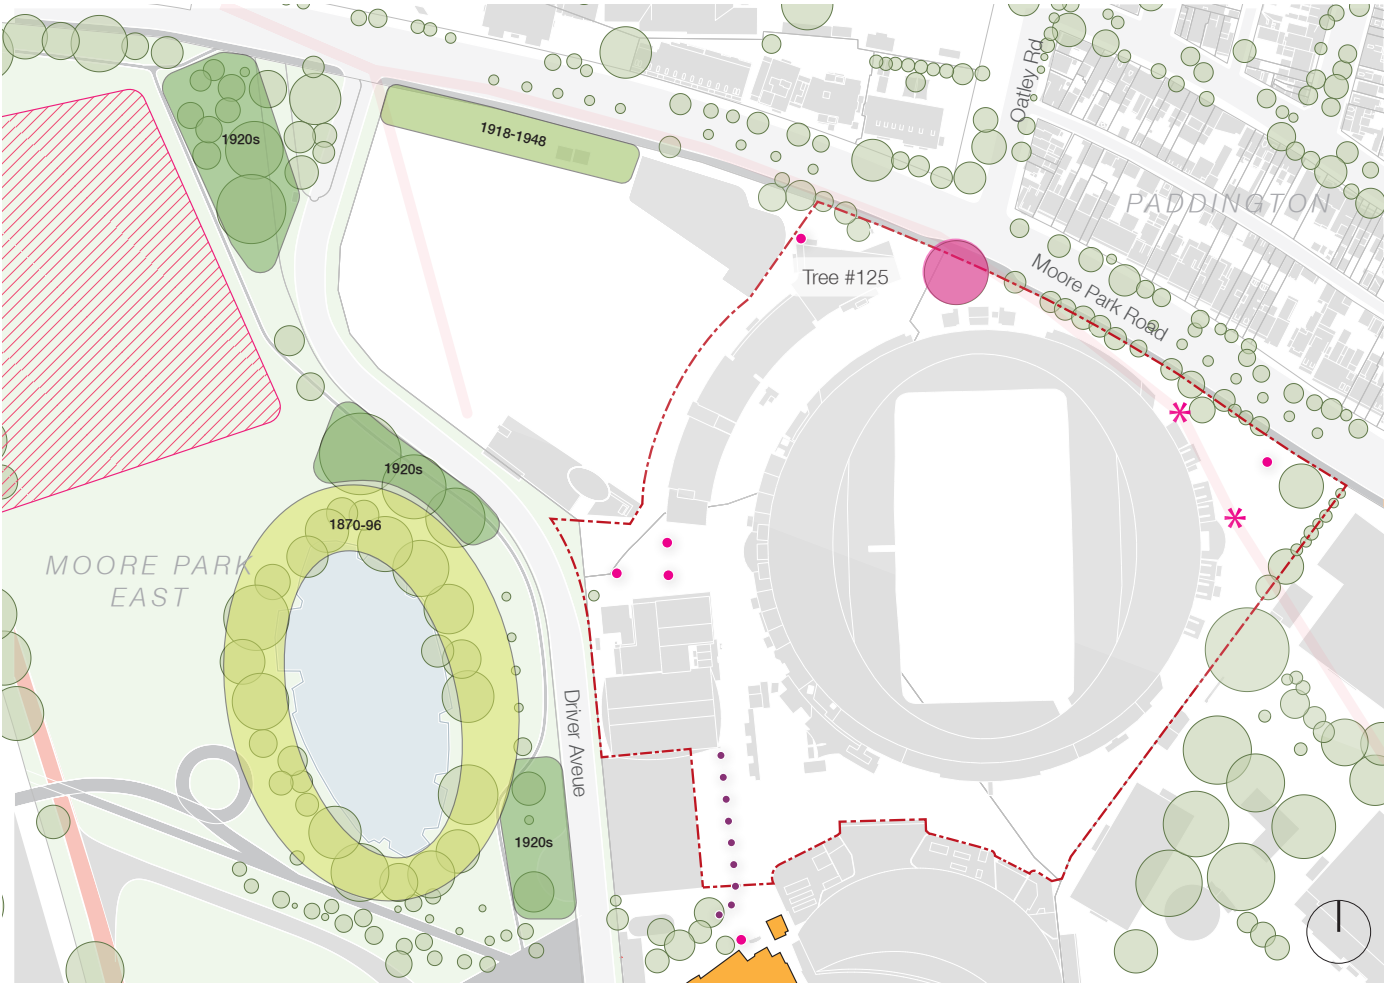 1920s
1918-1948
Oatley Rd
PADDINGTON
Tree #125
Moore Park Road
1920s
1870-96
MOORE PARK
EAST
Driver Aveue
1920s